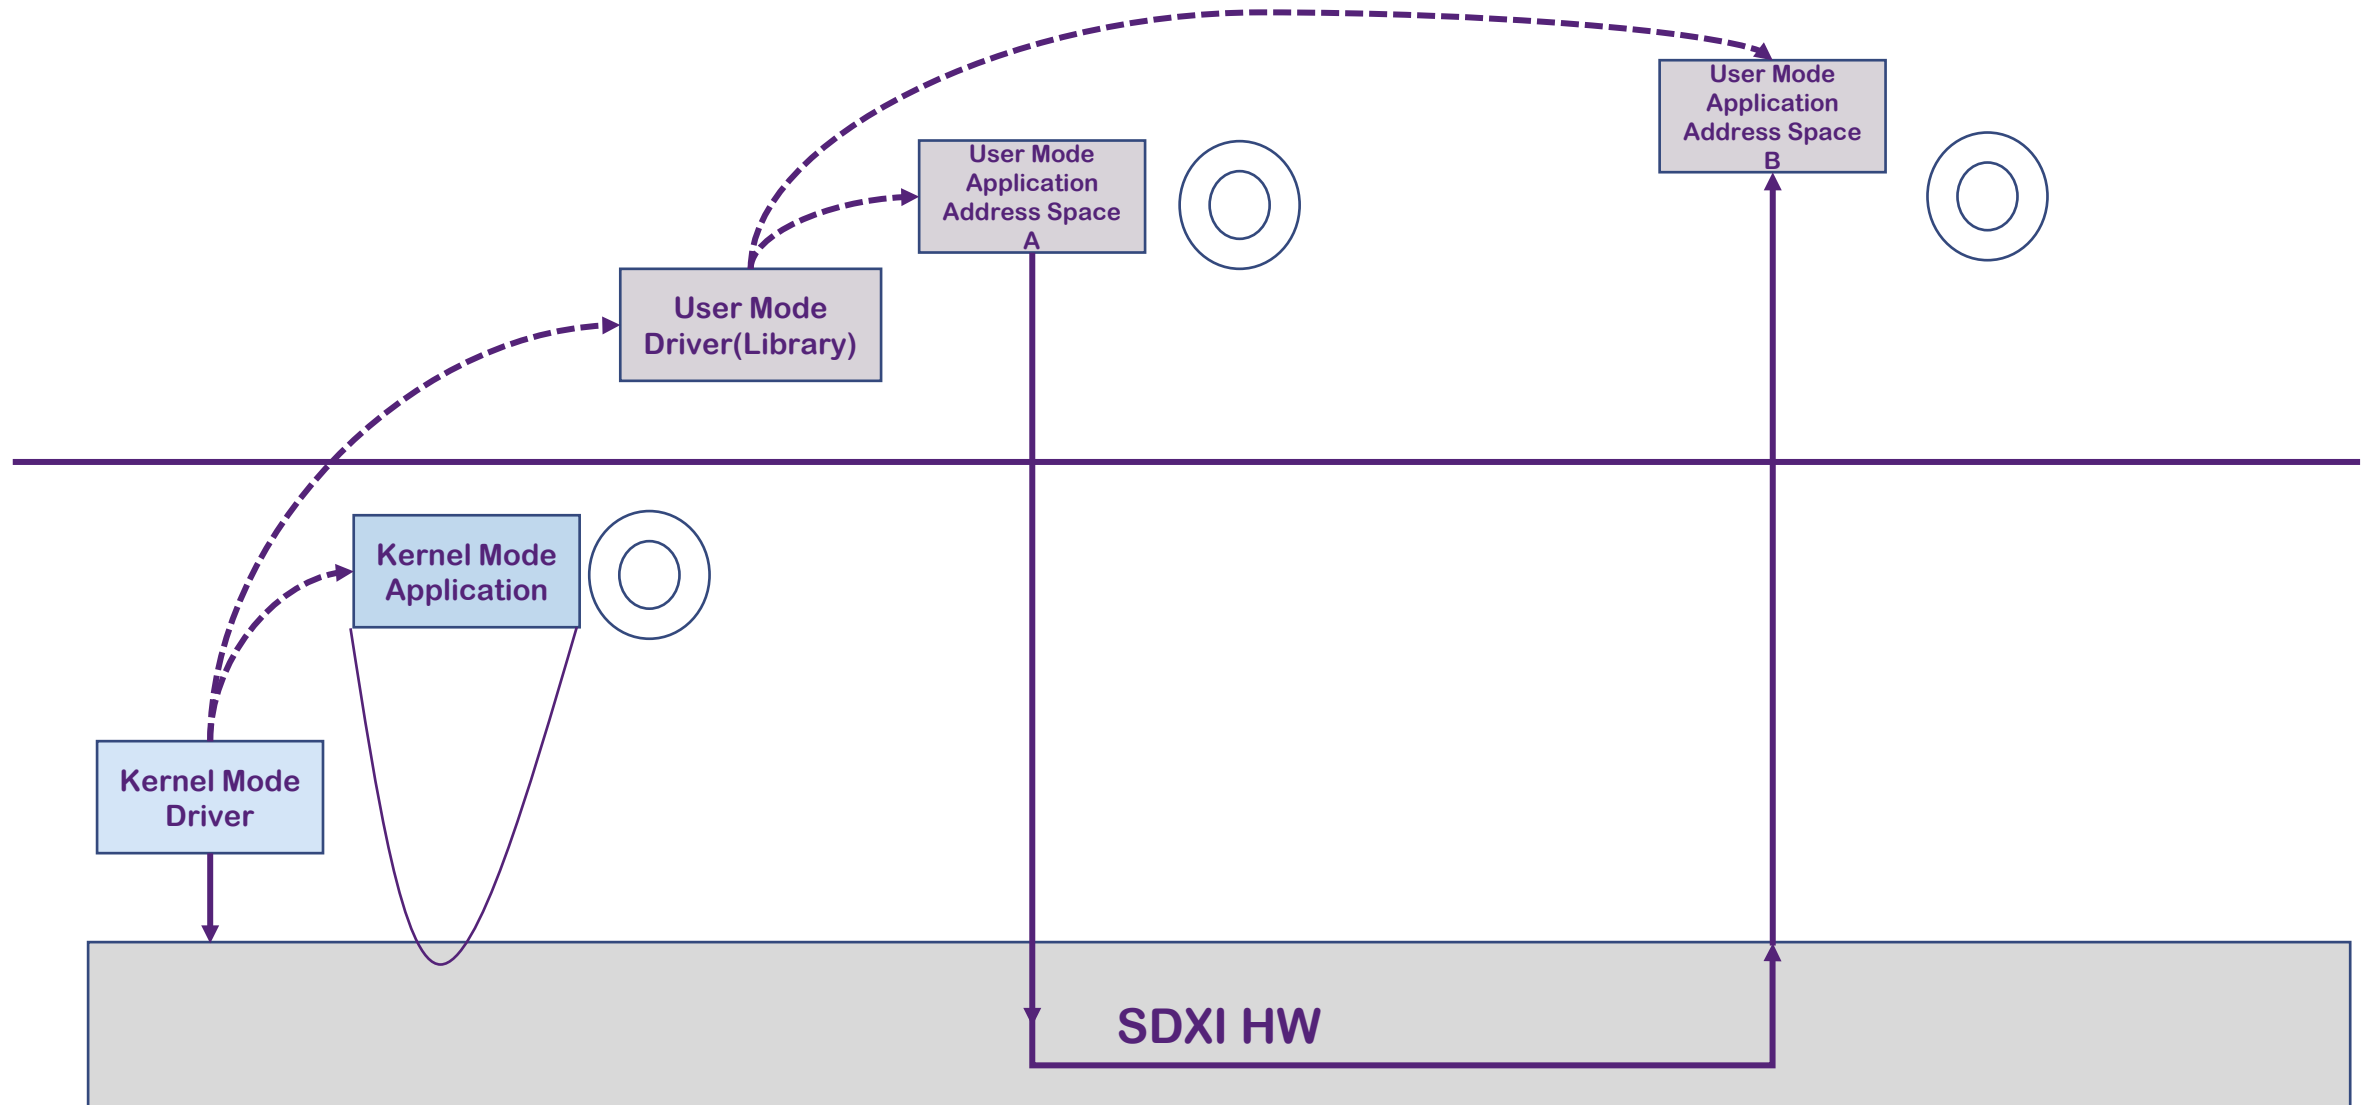 User Mode
Application
Address Space
B
User Mode
Application
Address Space
A
User Mode
Driver(Library)
Kernel Mode
Application
Kernel Mode
Driver
SDXI HW